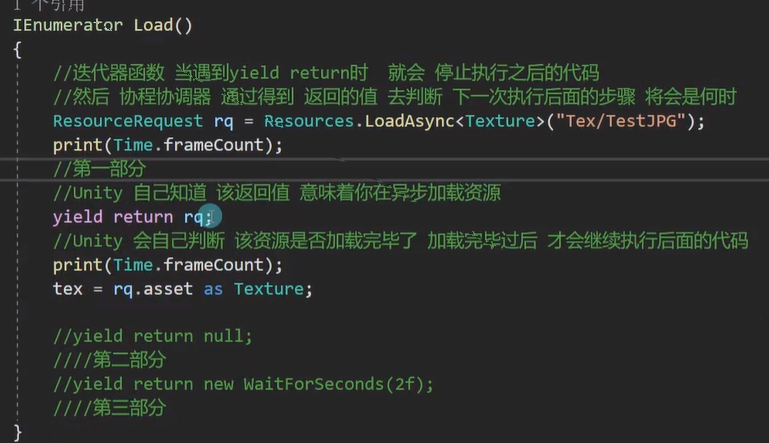 1 个引用
IEnumerator Load()
{
//迭代器函数 当遇到yield return时 就会 停止执行之后的代码
//然后 协程协调器 通过得到 返回的值 去判断 下一次执行后面的步骤 将会是何时
ResourceRequest rq = Resources.LoadAsync<Texture>("Tex/TestJPG");
print(Time.frameCount);
//第一部分
//Unity 自己知道 该返回值 意味着你在异步加载资源
yield return rq;
//Unity 会自己判断 该资源是否加载完毕了 加载完毕过后 才会继续执行后面的代码
print(Time.frameCount);
tex = rq.asset as Texture;
//yield return null;
////第二部分
//yield return new WaitForSeconds(2f);
////第三部分
}